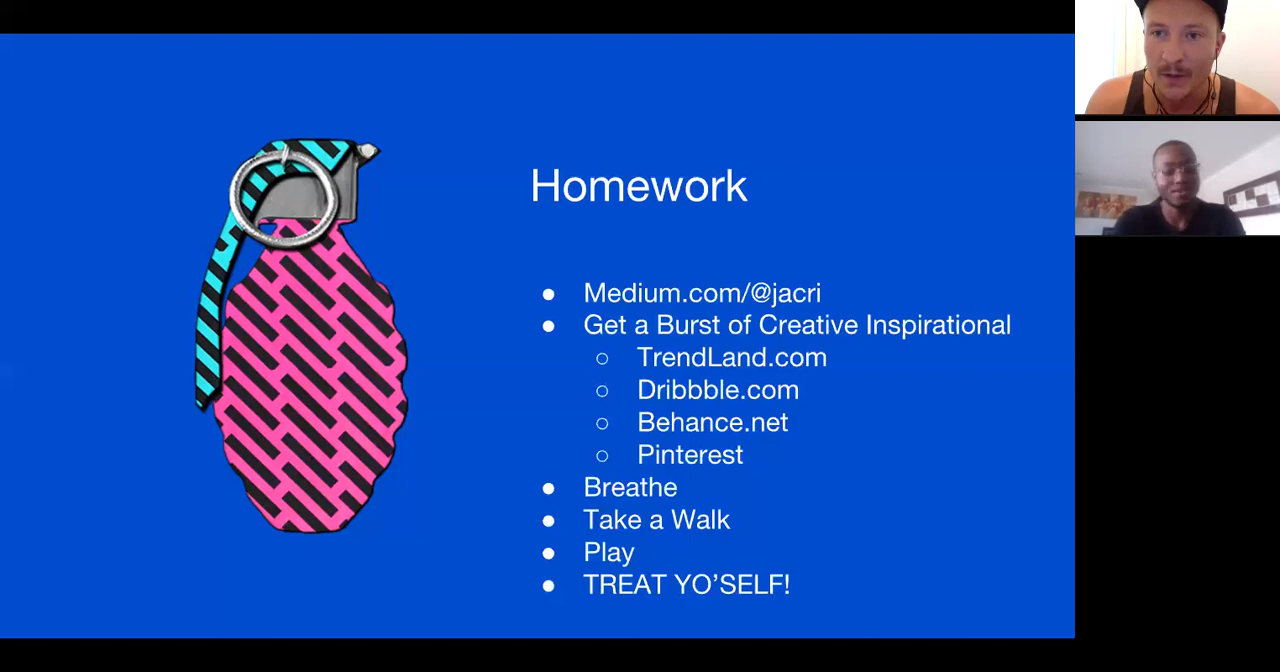 Homework
● Medium.com/@jacri
● Get a Burst of Creative Inspirational
○ TrendLand.com
○ Dribbble.com
○ Behance.net
○ Pinterest
● Breathe
● Take a Walk
● Play
● TREAT YO’SELF!